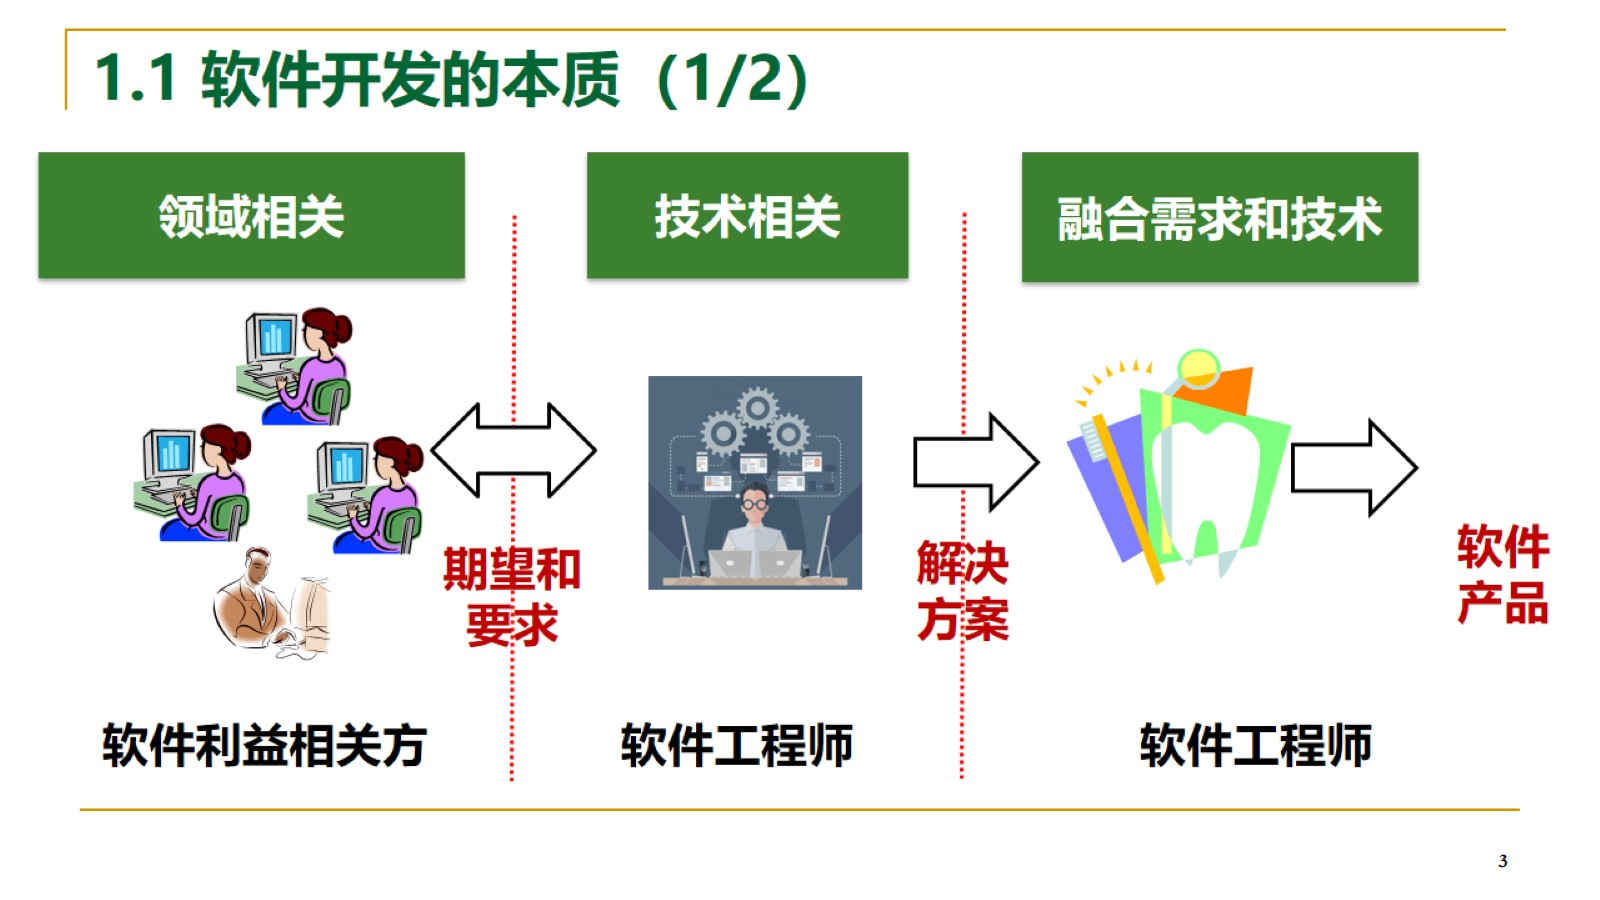 1.1 软件开发的本质（1/2）
领域相关
技术相关
融合需求和技术
期望和
要求
解决
方案
软件
产品
软件利益相关方
软件工程师
软件工程师
3